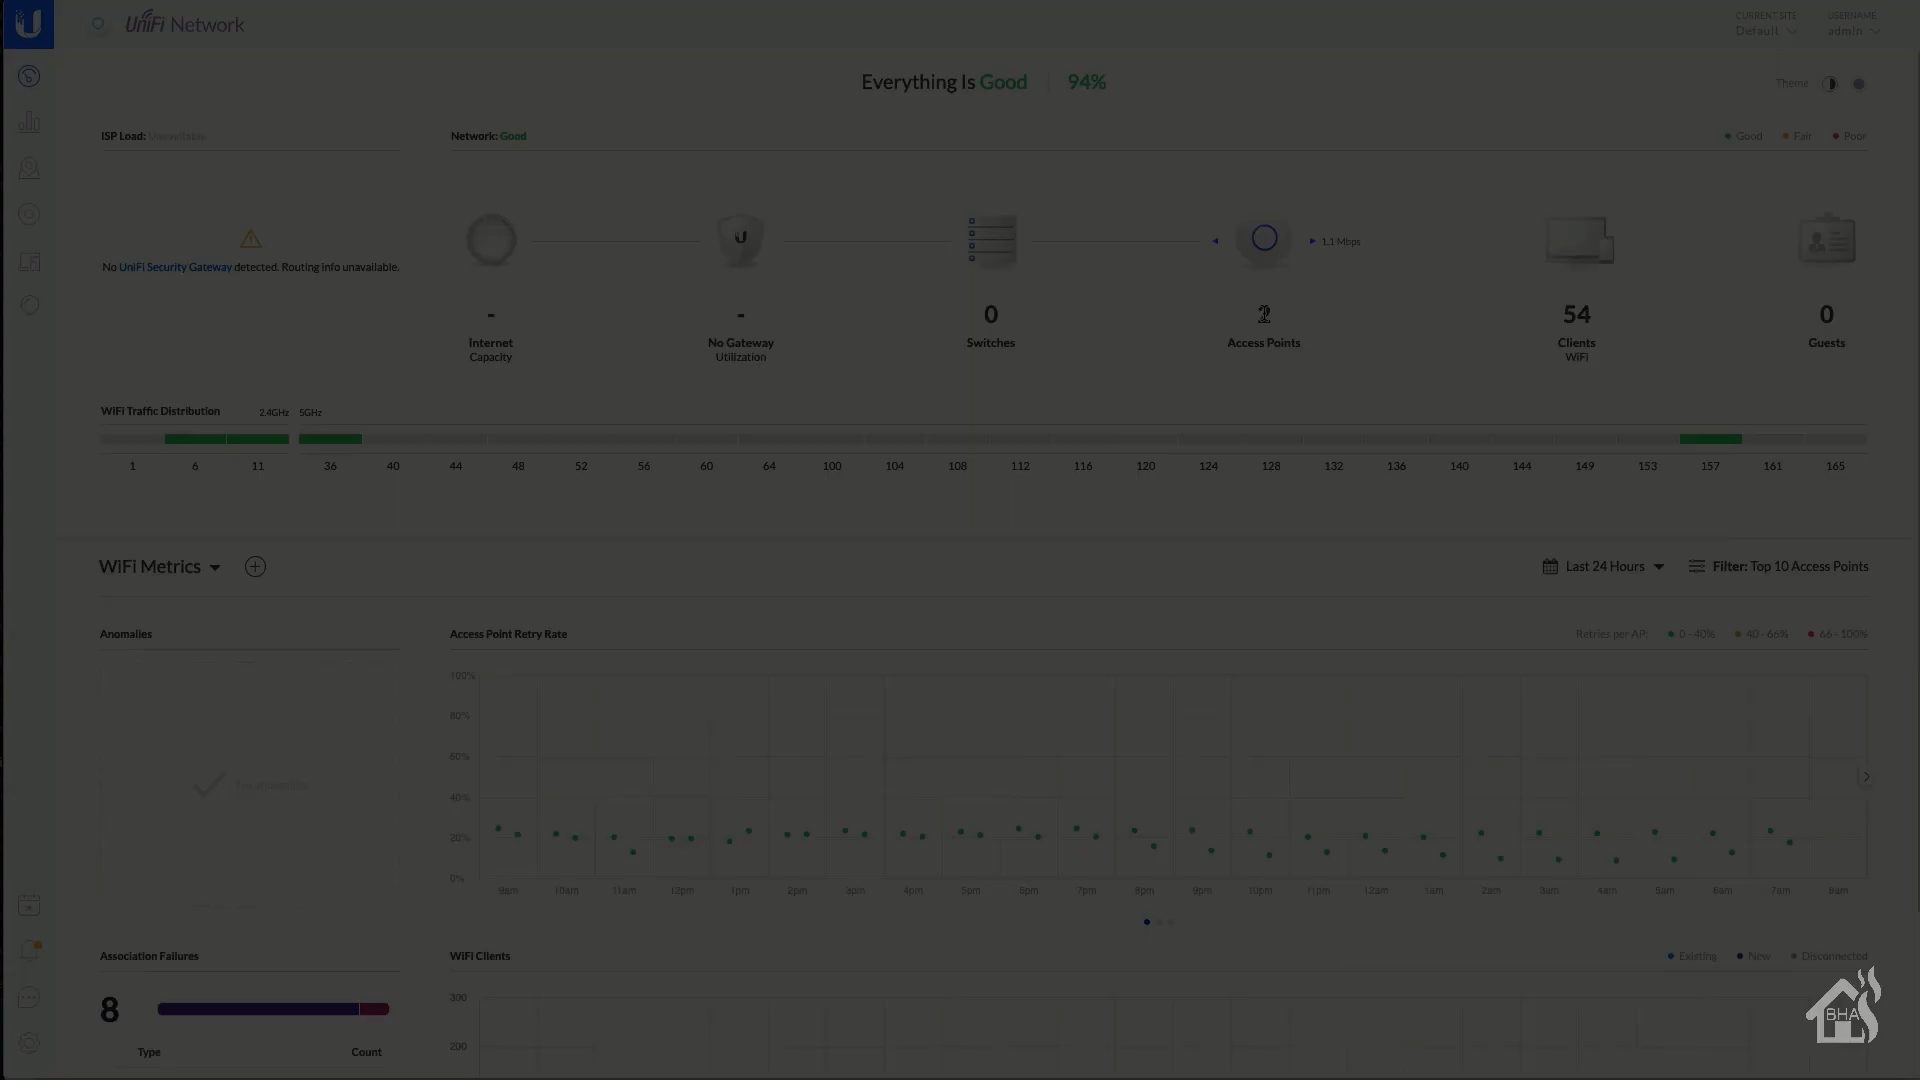 UniFi Network
CURRENT SITE
Default
USERNAME
admin
Everything Is Good 94%
Theme
ISP Load: Unavailable
Network: Good
Good Fair Poor
No UniFi Security Gateway detected. Routing info unavailable.
U
1.1 Mbps
- - 0 54 0
Internet
Capacity
No Gateway
Utilization
Switches
Access Points
Clients
WiFi
Guests
WiFi Traffic Distribution 2.4GHz 5GHz
1 6 11 36 40 44 48 52 56 60 64 100 104 108 112 116 120 124 128 132 136 140 144 149 153 157 161 165
WiFi Metrics
Last 24 Hours
Filter: Top 10 Access Points
Anomalies
Access Point Retry Rate
Retries per AP: 0 - 40% 40 - 66% 66 - 100%
100%
80%
60%
40%
20%
0%
9pm 10am 11am 12pm 1pm 2pm 3pm 4pm 5pm 6pm 7pm 8pm 9pm 10pm 11pm 12am 1am 2am 3am 4am 5am 6am 7am 8am
Association Failures
WiFi Clients
Existing New Disconnected
8
300
200
Type Count
BHA